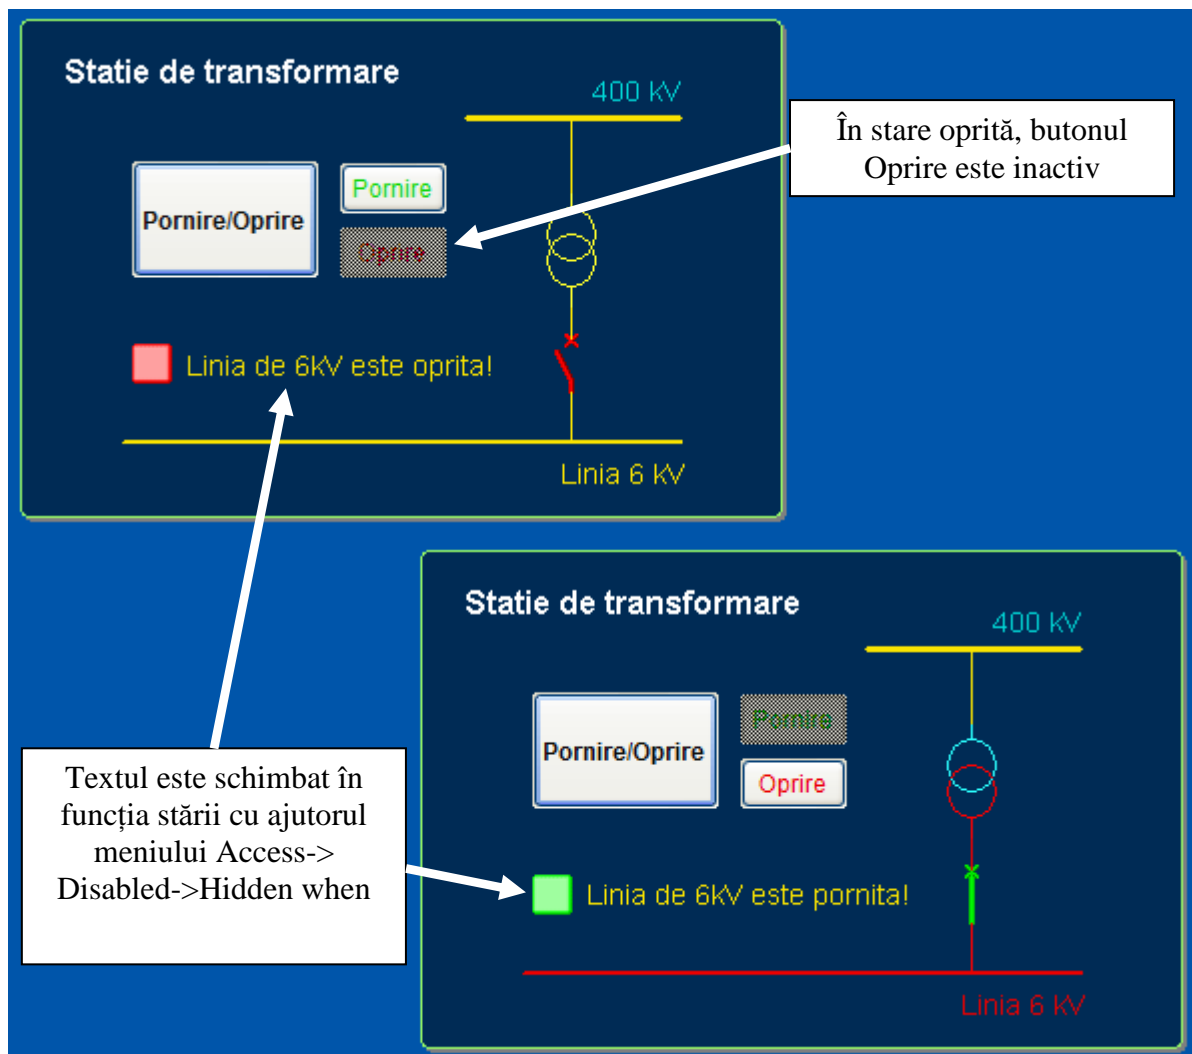 Statie de transformare
400 kV
În stare oprită, butonul
Oprire este inactiv
Pornire/Oprire
Pornire
Oprire
Linia de 6kV este oprita!
Linia 6 kV
Statie de transformare
400 kV
Pornire/Oprire
Pornire
Oprire
Textul este schimbat în
funcția stării cu ajutorul
meniului Access->
Disabled->Hidden when
Linia de 6kV este pornita!
Linia 6 kV